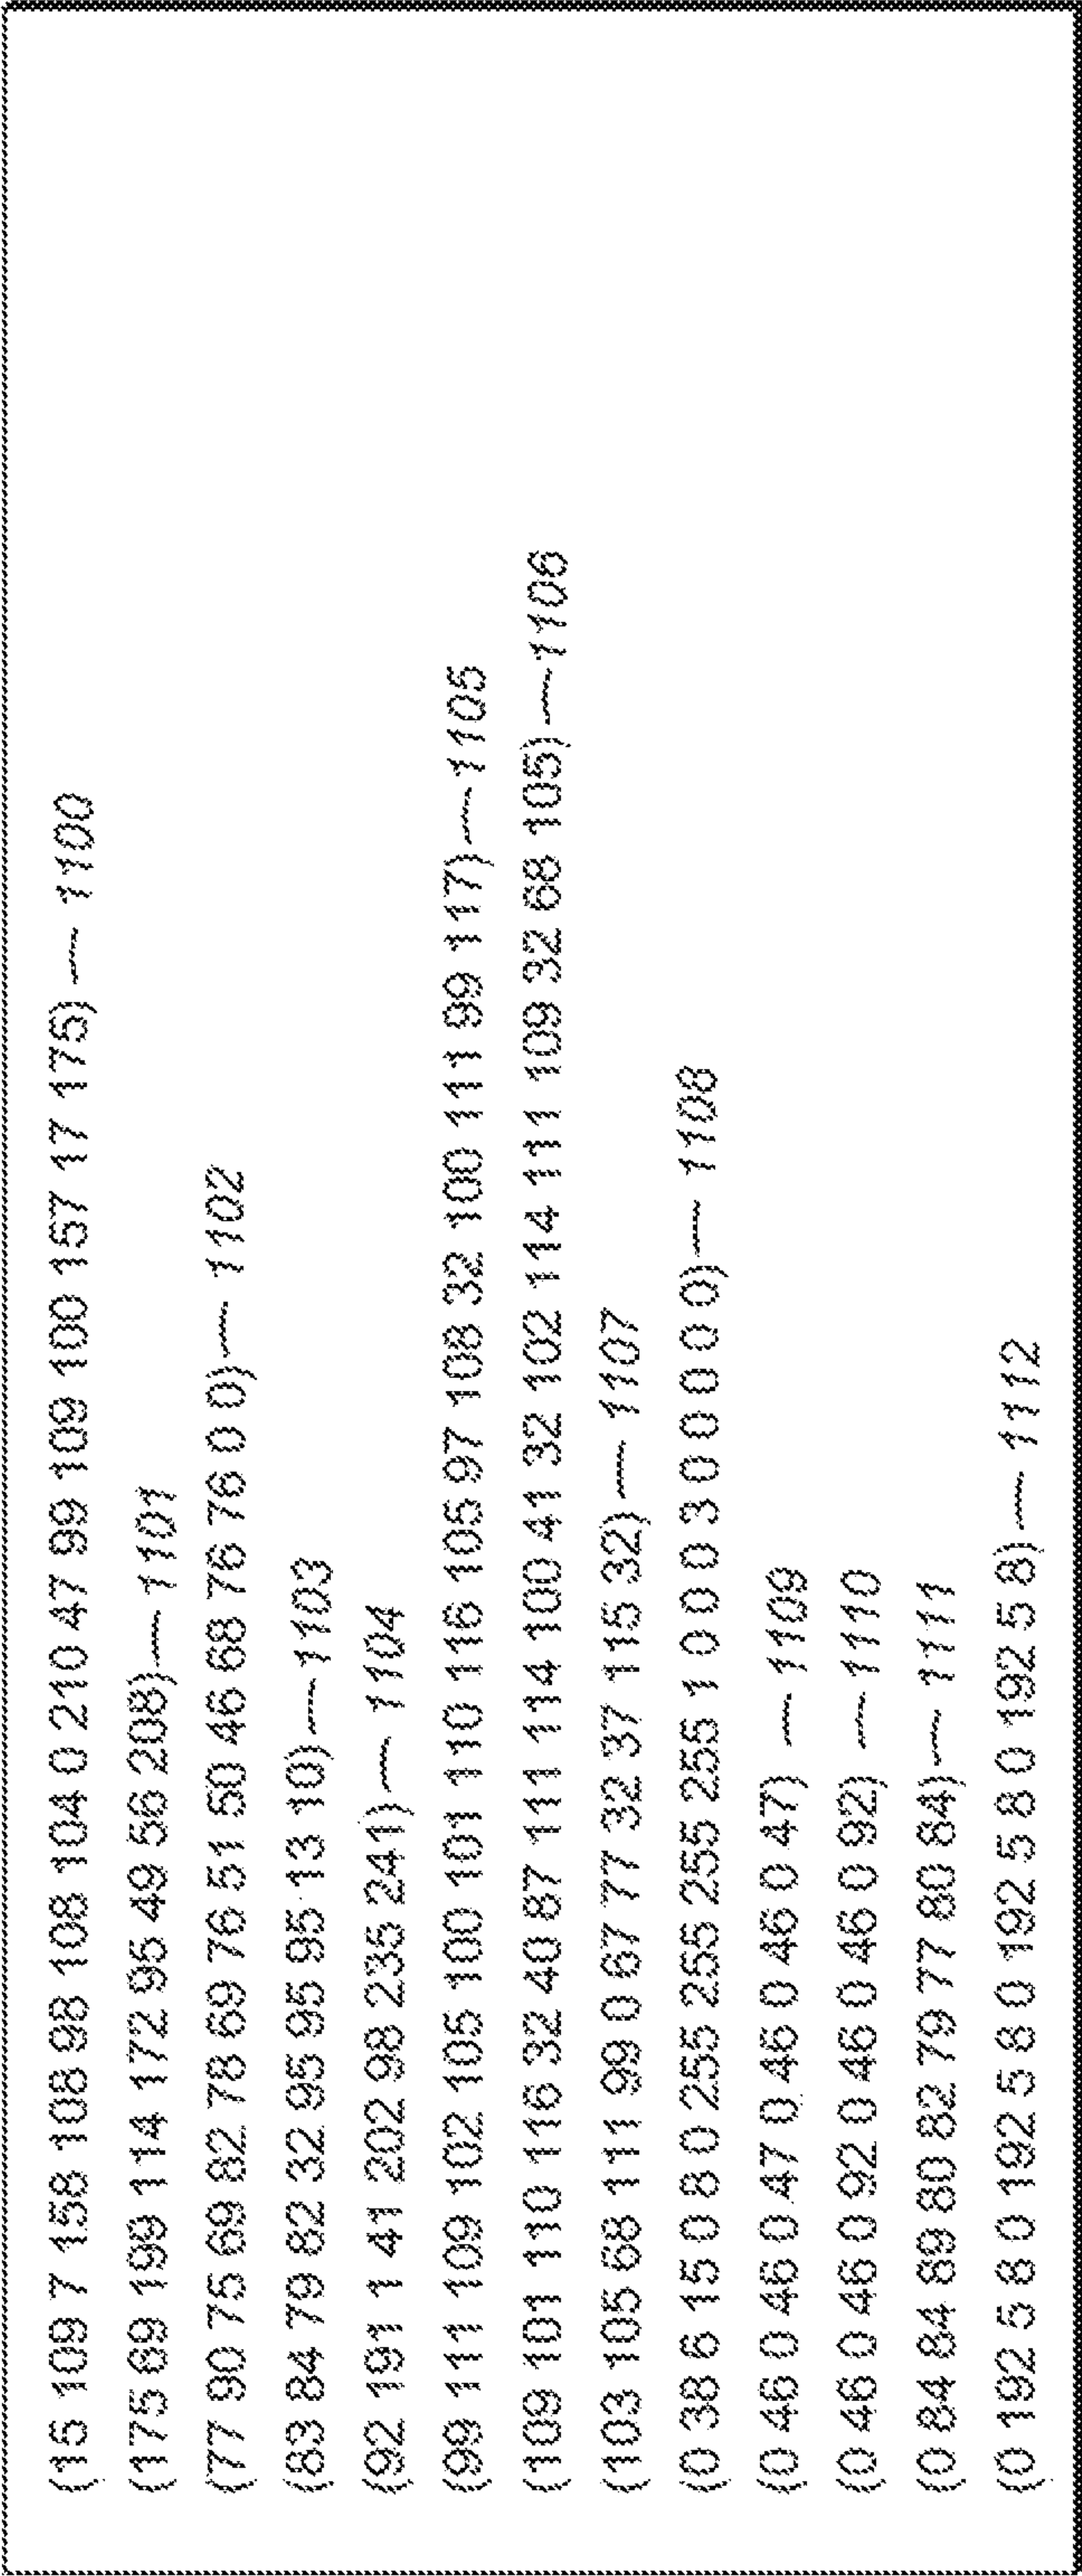 (15 109 7 158 108 98 108 104 0 210 47 99 109 100 157 17 175) — 1100
(175 69 199 114 172 95 49 56 208) — 1101
(77 90 75 69 82 78 69 76 51 50 46 68 76 76 0 0) — 1102
(83 84 79 82 32 95 95 95 13 10) — 1103
(92 191 1 41 202 98 235 241) — 1104
(99 111 109 102 105 100 101 110 116 105 97 108 32 100 111 99 117) — 1105
(109 101 110 116 32 40 87 111 114 100 41 32 102 114 111 109 32 68 105) — 1106
(103 105 68 111 99 0 67 77 32 37 115 32) — 1107
(0 38 6 15 0 8 0 255 255 255 255 1 0 0 0 3 0 0 0 0 0) — 1108
(0 46 0 46 0 47 0 46 0 46 0 47) — 1109
(0 46 0 46 0 92 0 46 0 46 0 92) — 1110
(0 84 84 89 80 82 79 77 80 84) — 1111
(0 192 5 8 0 192 5 8 0 192 5 8 0 192 5 8) — 1112